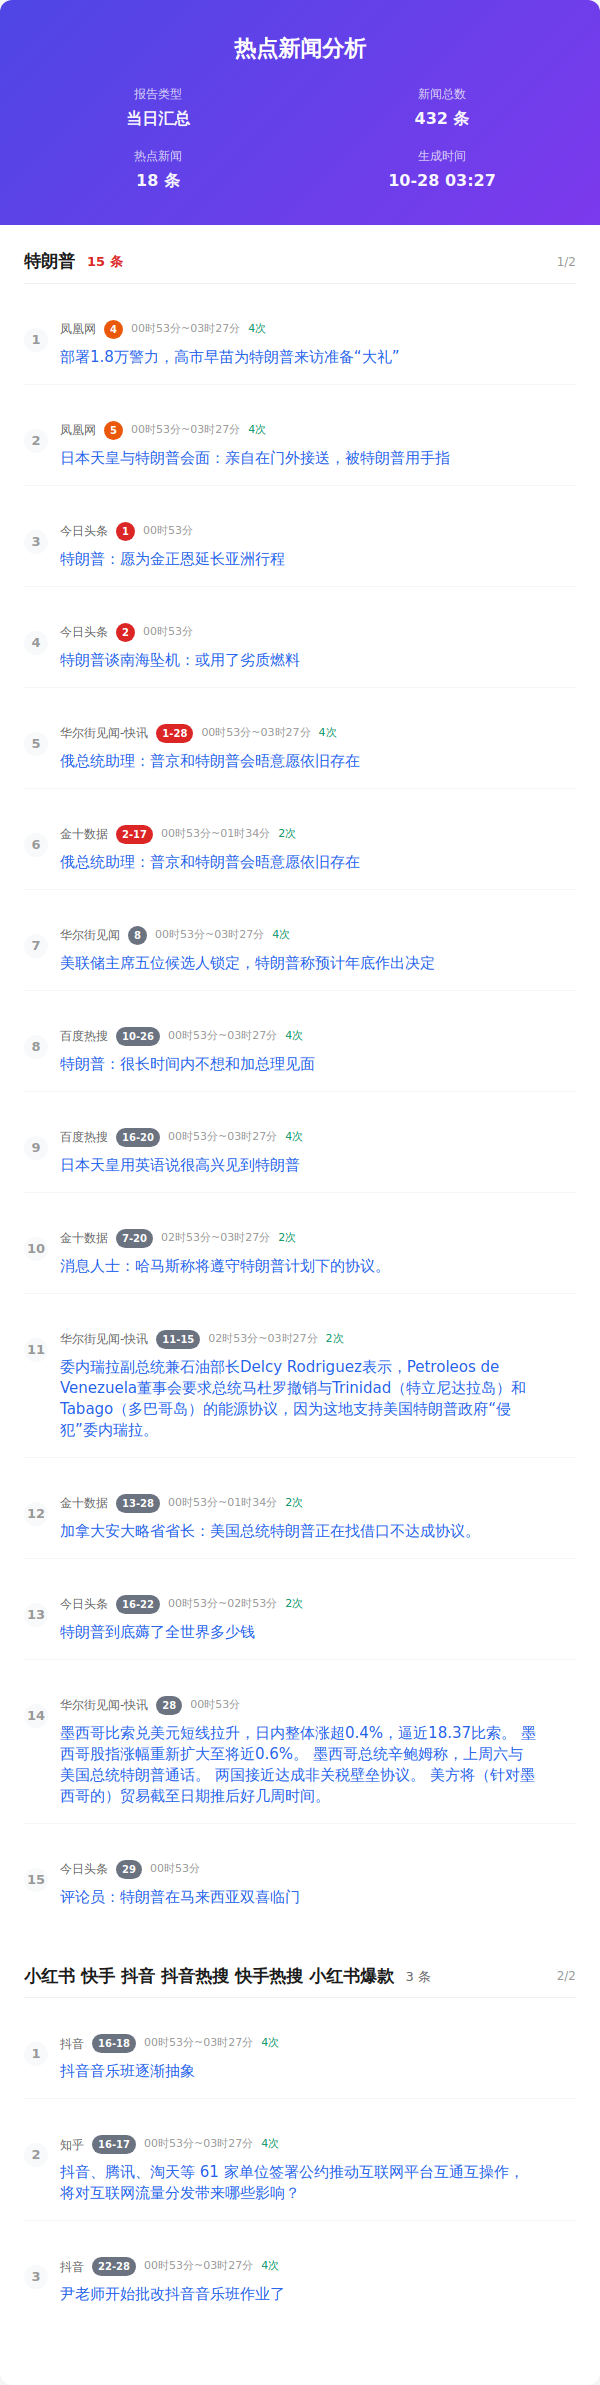 热点新闻分析
报告类型
当日汇总
新闻总数
432 条
热点新闻
18 条
生成时间
10-28 03:27
特朗普 15 条 1/2
1 凤凰网 4 00时53分~03时27分 4次
部署1.8万警力，高市早苗为特朗普来访准备“大礼”
2 凤凰网 5 00时53分~03时27分 4次
日本天皇与特朗普会面：亲自在门外接送，被特朗普用手指
3 今日头条 1 00时53分
特朗普：愿为金正恩延长亚洲行程
4 今日头条 2 00时53分
特朗普谈南海坠机：或用了劣质燃料
5 华尔街见闻-快讯 1-28 00时53分~03时27分 4次
俄总统助理：普京和特朗普会晤意愿依旧存在
6 金十数据 2-17 00时53分~01时34分 2次
俄总统助理：普京和特朗普会晤意愿依旧存在
7 华尔街见闻 8 00时53分~03时27分 4次
美联储主席五位候选人锁定，特朗普称预计年底作出决定
8 百度热搜 10-26 00时53分~03时27分 4次
特朗普：很长时间内不想和加总理见面
9 百度热搜 16-20 00时53分~03时27分 4次
日本天皇用英语说很高兴见到特朗普
10 金十数据 7-20 02时53分~03时27分 2次
消息人士：哈马斯称将遵守特朗普计划下的协议。
11 华尔街见闻-快讯 11-15 02时53分~03时27分 2次
委内瑞拉副总统兼石油部长Delcy Rodriguez表示，Petroleos de
Venezuela董事会要求总统马杜罗撤销与Trinidad（特立尼达拉岛）和
Tabago（多巴哥岛）的能源协议，因为这地支持美国特朗普政府“侵
犯”委内瑞拉。
12 金十数据 13-28 00时53分~01时34分 2次
加拿大安大略省省长：美国总统特朗普正在找借口不达成协议。
13 今日头条 16-22 00时53分~02时53分 2次
特朗普到底薅了全世界多少钱
14 华尔街见闻-快讯 28 00时53分
墨西哥比索兑美元短线拉升，日内整体涨超0.4%，逼近18.37比索。 墨
西哥股指涨幅重新扩大至将近0.6%。 墨西哥总统辛鲍姆称，上周六与
美国总统特朗普通话。 两国接近达成非关税壁垒协议。 美方将（针对墨
西哥的）贸易截至日期推后好几周时间。
15 今日头条 29 00时53分
评论员：特朗普在马来西亚双喜临门
小红书 快手 抖音 抖音热搜 快手热搜 小红书爆款 3 条 2/2
1 抖音 16-18 00时53分~03时27分 4次
抖音音乐班逐渐抽象
2 知乎 16-17 00时53分~03时27分 4次
抖音、腾讯、淘天等 61 家单位签署公约推动互联网平台互通互操作，
将对互联网流量分发带来哪些影响？
3 抖音 22-28 00时53分~03时27分 4次
尹老师开始批改抖音音乐班作业了